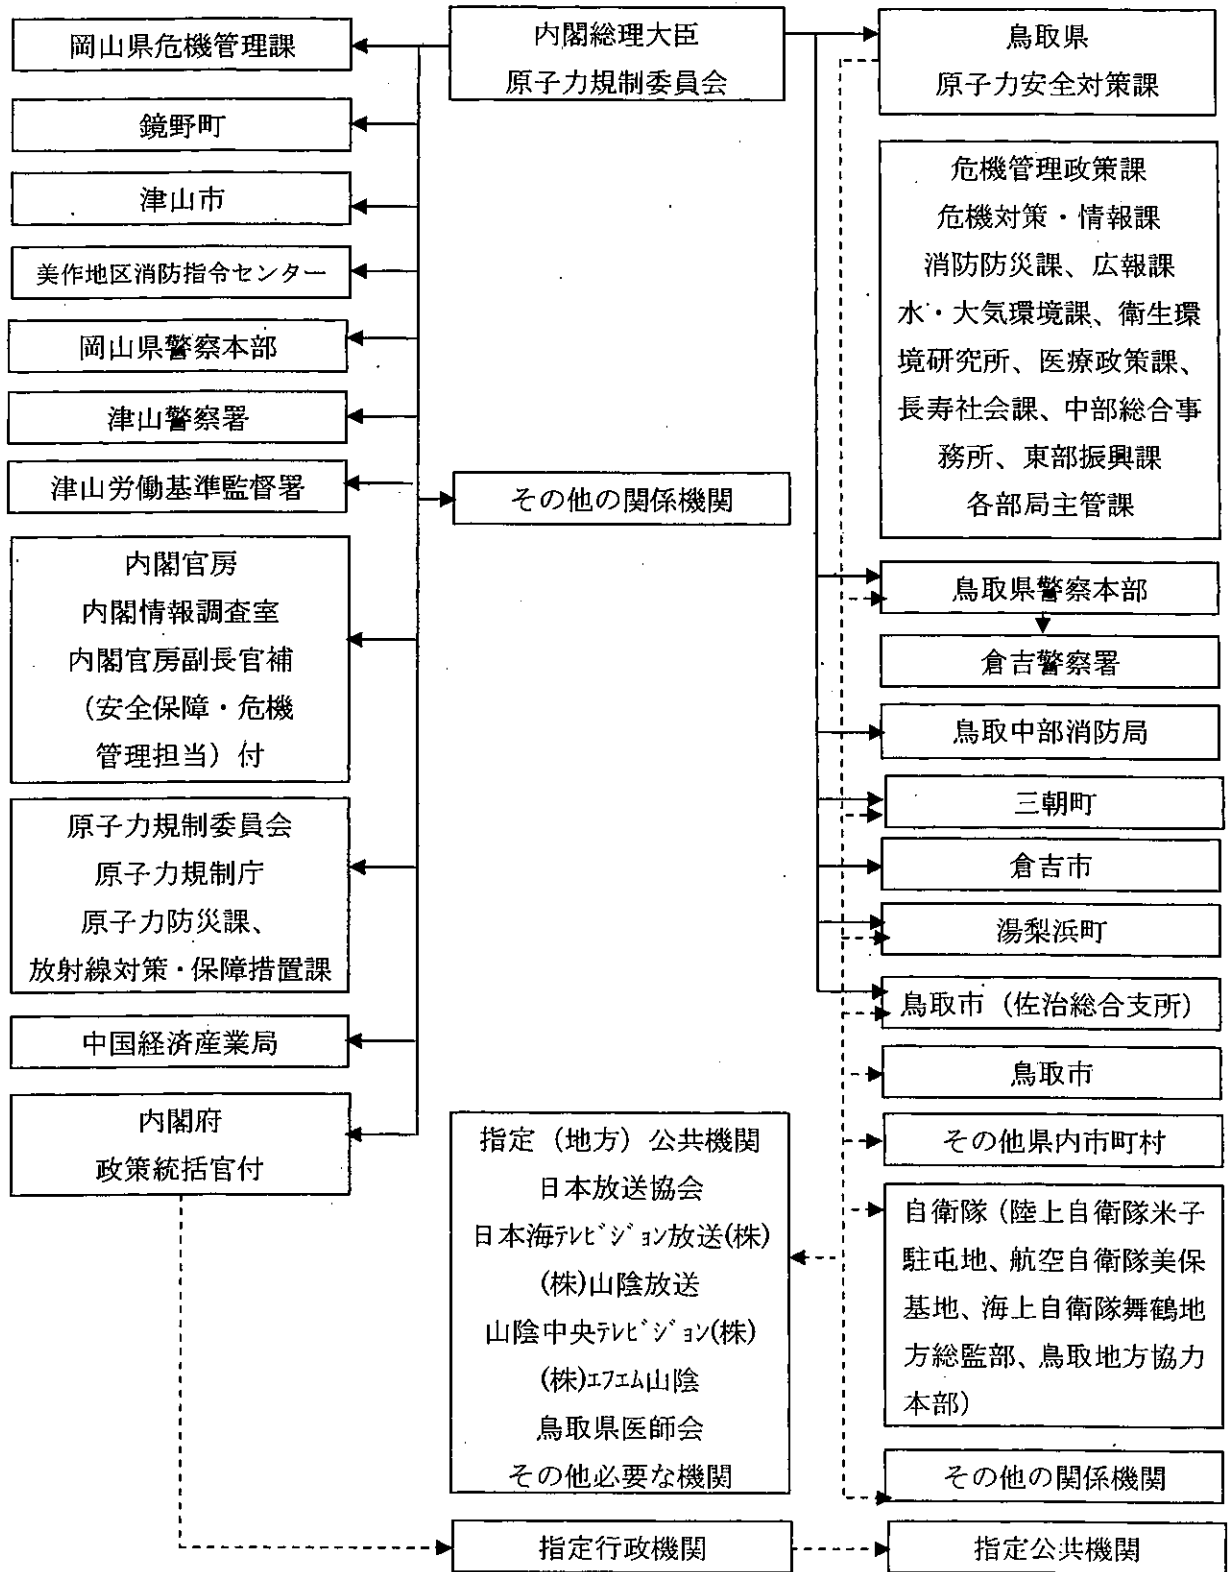 岡山県危機管理課
鏡野町
津山市
美作地区消防指令センター
岡山県警察本部
津山警察署
津山労働基準監督署
内閣官房
内閣情報調査室
内閣官房副長官補
(安全保障・危機
管理担当)付
原子力規制委員会
原子力規制庁
原子力防災課、
放射線対策・保障措置課
中国経済産業局
内閣府
政策統括官付
内閣総理大臣
原子力規制委員会
その他の関係機関
指定(地方)公共機関
日本放送協会
日本海ﾃﾚﾋﾞｼﾞｮﾝ放送(株)
(株)山陰放送
山陰中央ﾃﾚﾋﾞｼﾞｮﾝ(株)
(株)ｴﾌｴﾑ山陰
鳥取県医師会
その他必要な機関
指定行政機関
鳥取県
原子力安全対策課
危機管理政策課
危機対策・情報課
消防防災課、広報課
水・大気環境課、衛生環
境研究所、医療政策課、
長寿社会課、中部総合事
務所、東部振興課
各部局主管課
鳥取県警察本部
倉吉警察署
鳥取中部消防局
三朝町
倉吉市
湯梨浜町
鳥取市(佐治総合支所)
鳥取市
その他県内市町村
自衛隊(陸上自衛隊米子
駐屯地、航空自衛隊美保
基地、海上自衛隊舞鶴地
方総監部、鳥取地方協力
本部)
その他の関係機関
指定公共機関